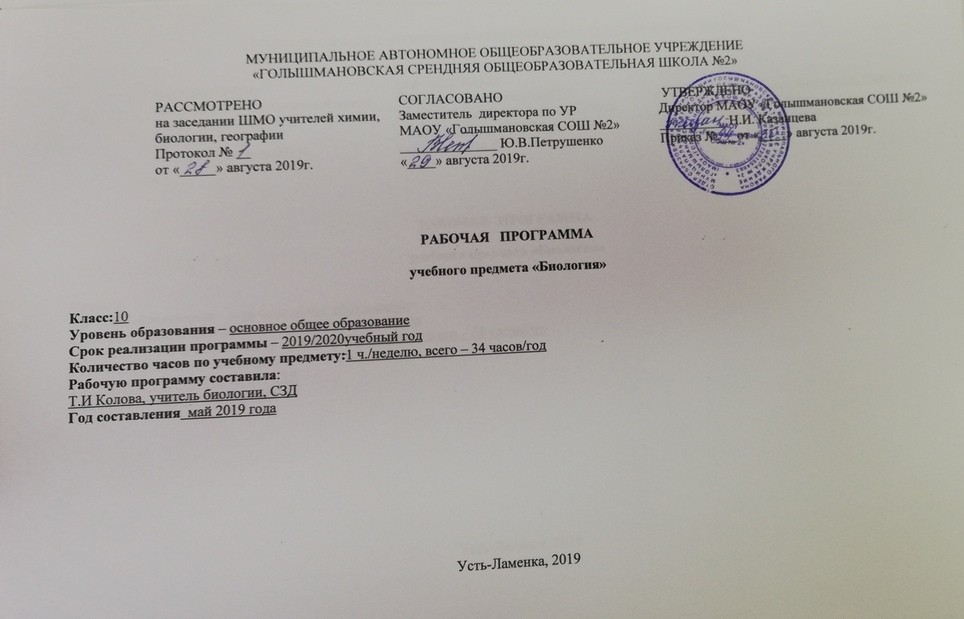 МУНИЦИПАЛЬНОЕ АВТОНОМНОЕ ОБЩЕОБРАЗОВАТЕЛЬНОЕ УЧРЕЖДЕНИЕ
«ГОЛЫШМАНОВСКАЯ СРЕНДНЯЯ ОБЩЕОБРАЗОВАТЕЛЬНАЯ ШКОЛА №2»
РАССМОТРЕНО
на заседании ШМО учителей химии,
биологии, географии
Протокол № 1
от «28» августа 2019г.
СОГЛАСОВАНО
Заместитель директора по УР
МАОУ «Голышмановская СОШ №2»
Ю.В.Петрушенко
«29» августа 2019г.
УТВЕРЖДЕНО
Директор МАОУ «Голышмановская СОШ №2»
Н.И. Казанцева
Приказ № от « » августа 2019г.
РАБОЧАЯ ПРОГРАММА
учебного предмета «Биология»
Класс:10
Уровень образования – основное общее образование
Срок реализации программы – 2019/2020учебный год
Количество часов по учебному предмету:1 ч./неделю, всего – 34 часов/год
Рабочую программу составила:
Т.И Колова, учитель биологии, СЗД
Год составления май 2019 года
Усть-Ламенка, 2019